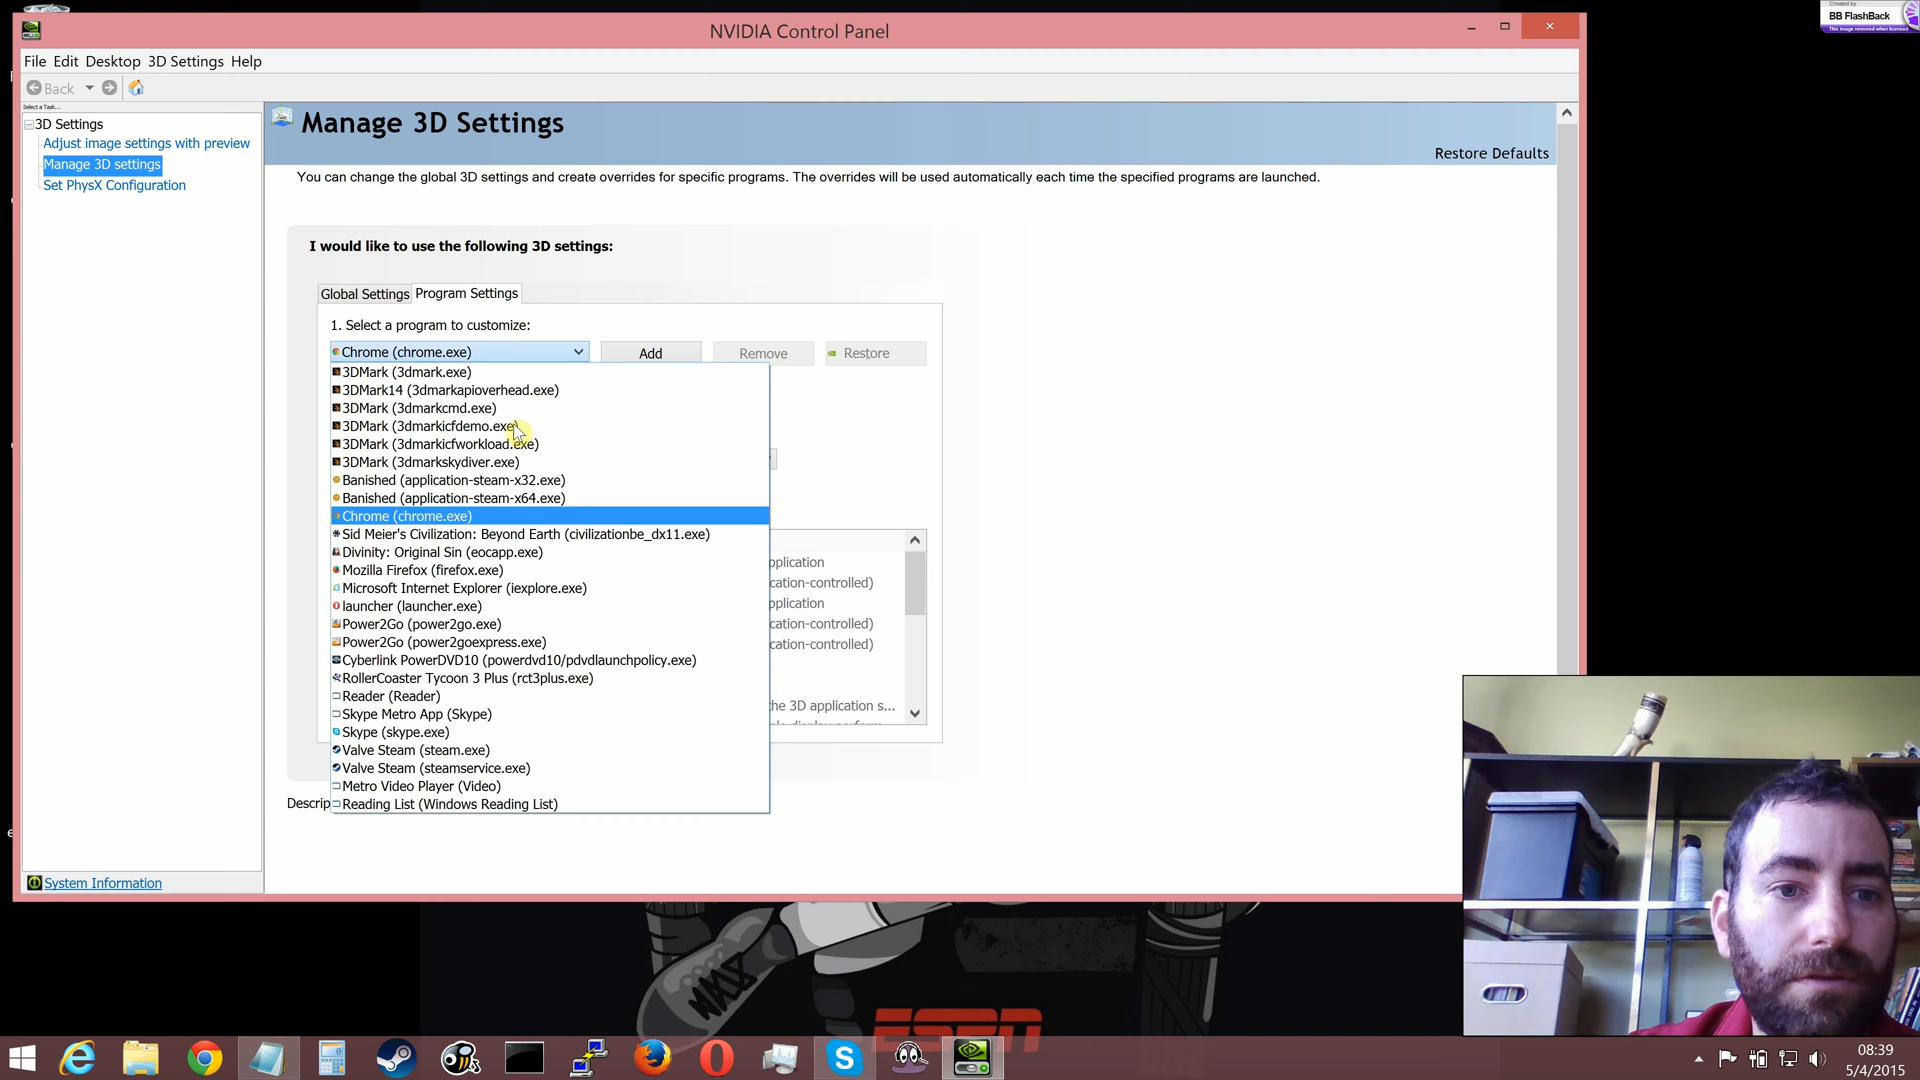 NVIDIA Control Panel
Created by
BB FlashBack
This image removed when licensed
File Edit Desktop 3D Settings Help
Back
Select a Task...
3D Settings
Adjust image settings with preview
Manage 3D settings
Set PhysX Configuration
Manage 3D Settings
Restore Defaults
You can change the global 3D settings and create overrides for specific programs. The overrides will be used automatically each time the specified programs are launched.
I would like to use the following 3D settings:
Global Settings Program Settings
1. Select a program to customize:
Chrome (chrome.exe) Add Remove Restore
3DMark (3dmark.exe)
3DMark14 (3dmarkapioverhead.exe)
3DMark (3dmarkcmd.exe)
3DMark (3dmarkicfdemo.exe)
3DMark (3dmarkicfworkload.exe)
3DMark (3dmarkskydiver.exe)
Banished (application-steam-x32.exe)
Banished (application-steam-x64.exe)
Chrome (chrome.exe)
Sid Meier's Civilization: Beyond Earth (civilizationbe_dx11.exe)
Divinity: Original Sin (eocapp.exe)
Mozilla Firefox (firefox.exe)
Microsoft Internet Explorer (iexplore.exe)
launcher (launcher.exe)
Power2Go (power2go.exe)
Power2Go (power2goexpress.exe)
Cyberlink PowerDVD10 (powerdvd10/pdvdlaunchpolicy.exe)
RollerCoaster Tycoon 3 Plus (rct3plus.exe)
Reader (Reader)
Skype Metro App (Skype)
Skype (skype.exe)
Valve Steam (steam.exe)
Valve Steam (steamservice.exe)
Metro Video Player (Video)
Reading List (Windows Reading List)
pplication
cation-controlled)
pplication
cation-controlled)
cation-controlled)
he 3D application s...
Descrip
System Information
ESPN
08:39
5/4/2015